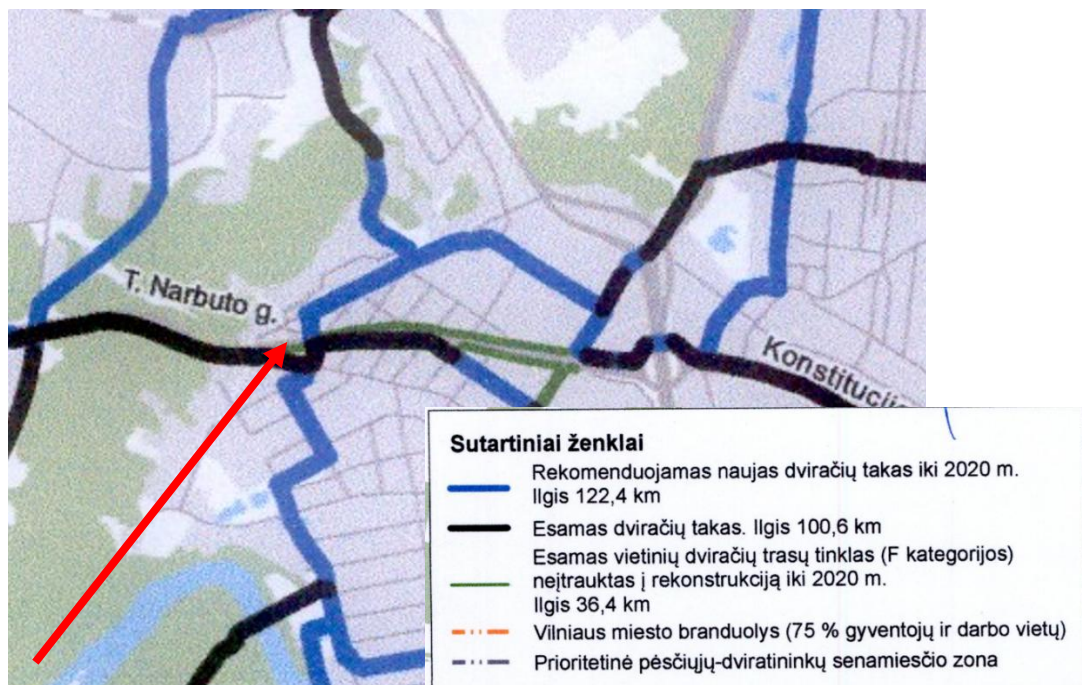 T. Narbuto g.
Konstitucijo
Sutartiniai ženklai
Rekomenduojamas naujas dviračių takas iki 2020 m.
Ilgis 122,4 km
Esamas dviračių takas. Ilgis 100,6 km
Esamas vietinių dviračių trasų tinklas (F kategorijos)
neįtrauktas į rekonstrukciją iki 2020 m.
Ilgis 36,4 km
Vilniaus miesto branduolys (75 % gyventojų ir darbo vietų)
Prioritetinė pėsčiųjų-dviratininkų senamiesčio zona